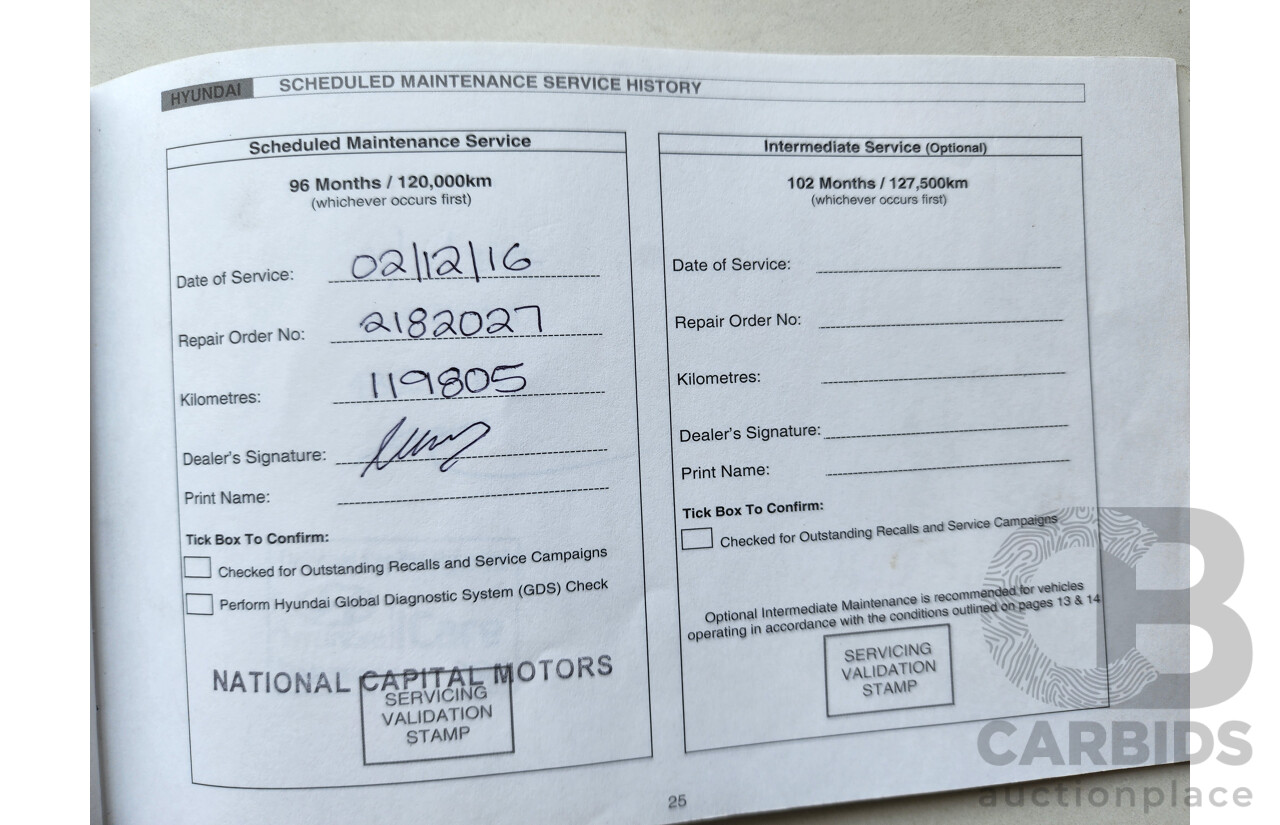 HYUNDAI
SCHEDULED MAINTENANCE SERVICE HISTORY
Scheduled Maintenance Service
96 Months / 120,000km
(whichever occurs first)
Date of Service: 02/12/16
Repair Order No: 2182027
Kilometres: 119805
Dealer's Signature:
Print Name:
Tick Box To Confirm:
Checked for Outstanding Recalls and Service Campaigns
Perform Hyundai Global Diagnostic System (GDS) Check
NATIONAL CAPITAL MOTORS
SERVICING
VALIDATION
STAMP
Intermediate Service (Optional)
102 Months / 127,500km
(whichever occurs first)
Date of Service:
Repair Order No:
Kilometres:
Dealer's Signature:
Print Name:
Tick Box To Confirm:
Checked for Outstanding Recalls and Service Campaigns
Optional Intermediate Maintenance is recommended for vehicles
operating in accordance with the conditions outlined on pages 13 & 14
SERVICING
VALIDATION
STAMP
25
CB
CARBIDS
auctionplace